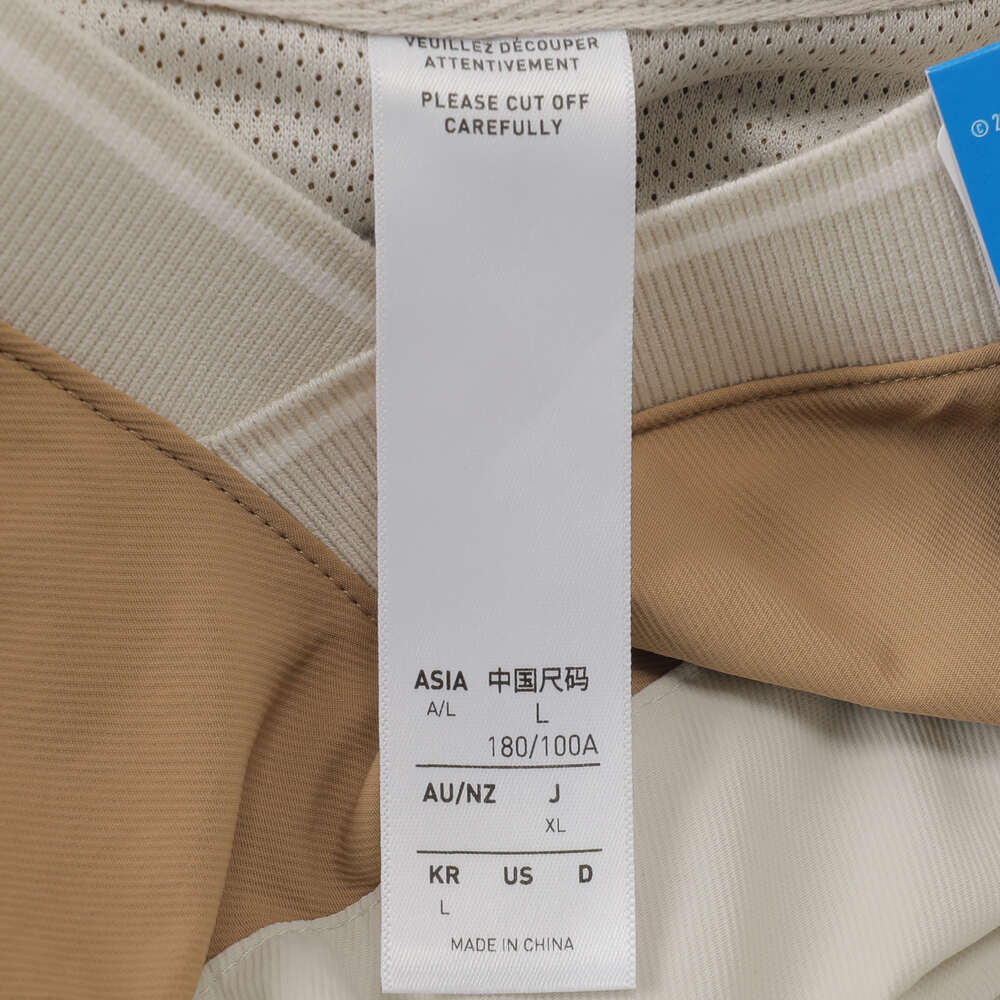 VEUILLEZ DÉCOUPER
ATTENTIVEMENT
PLEASE CUT OFF
CAREFULLY
ASIA 中国尺码
A/L L
180/100A
AU/NZ J
XL
KR US D
L
MADE IN CHINA
© 2